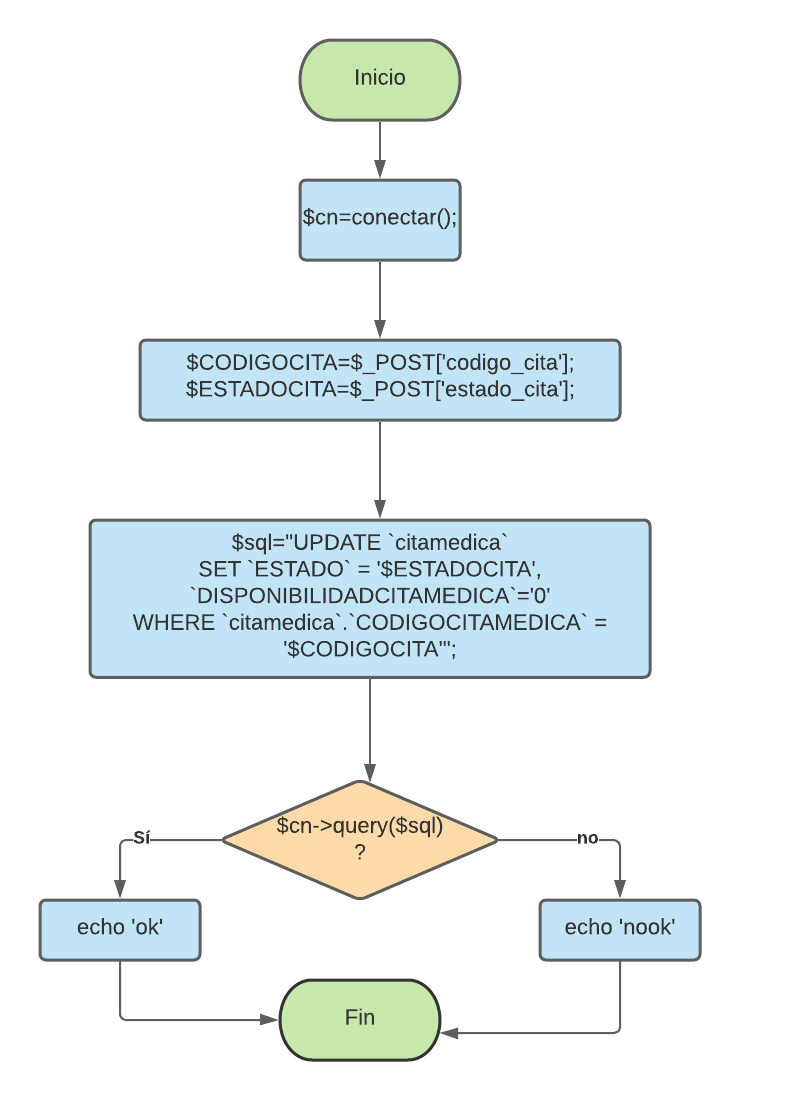 Inicio
$cn=conectar();
$CODIGOCITA=$_POST['codigo_cita'];
$ESTADOCITA=$_POST['estado_cita'];
$sql="UPDATE `citamedica`
SET `ESTADO` = '$ESTADOCITA',
`DISPONIBILIDADCITAMEDICA`='0'
WHERE `citamedica`.`CODIGOCITAMEDICA` =
'$CODIGOCITA'";
$cn->query($sql)
?
Sí
no
echo 'ok'
echo 'nook'
Fin